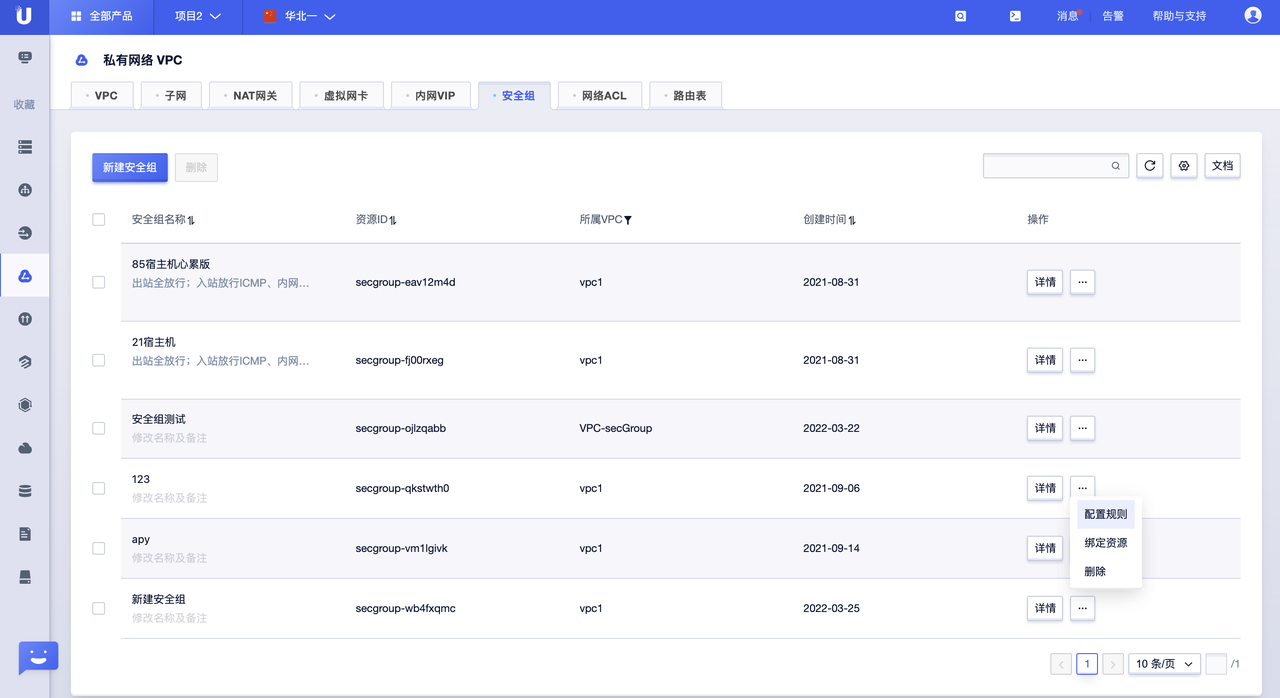 全部产品 项目2 华北一 消息 告警 帮助与支持
私有网络 VPC
收藏
VPC 子网 NAT网关 虚拟网卡 内网VIP 安全组 网络ACL 路由表
新建安全组 删除 文档
安全组名称 资源ID 所属VPC 创建时间 操作
85宿主机心累版
出站全放行；入站放行ICMP、内网...
secgroup-eav12m4d vpc1 2021-08-31 详情 ...
21宿主机
出站全放行；入站放行ICMP、内网...
secgroup-fj00rxeg vpc1 2021-08-31 详情 ...
安全组测试
修改名称及备注
secgroup-ojlzqabb VPC-secGroup 2022-03-22 详情 ...
123
修改名称及备注
secgroup-qkstwth0 vpc1 2021-09-06 详情 ...
配置规则
绑定资源
删除
apy
修改名称及备注
secgroup-vm1lgivk vpc1 2021-09-14 详情
新建安全组
修改名称及备注
secgroup-wb4fxqmc vpc1 2022-03-25 详情 ...
1 10 条/页 /1